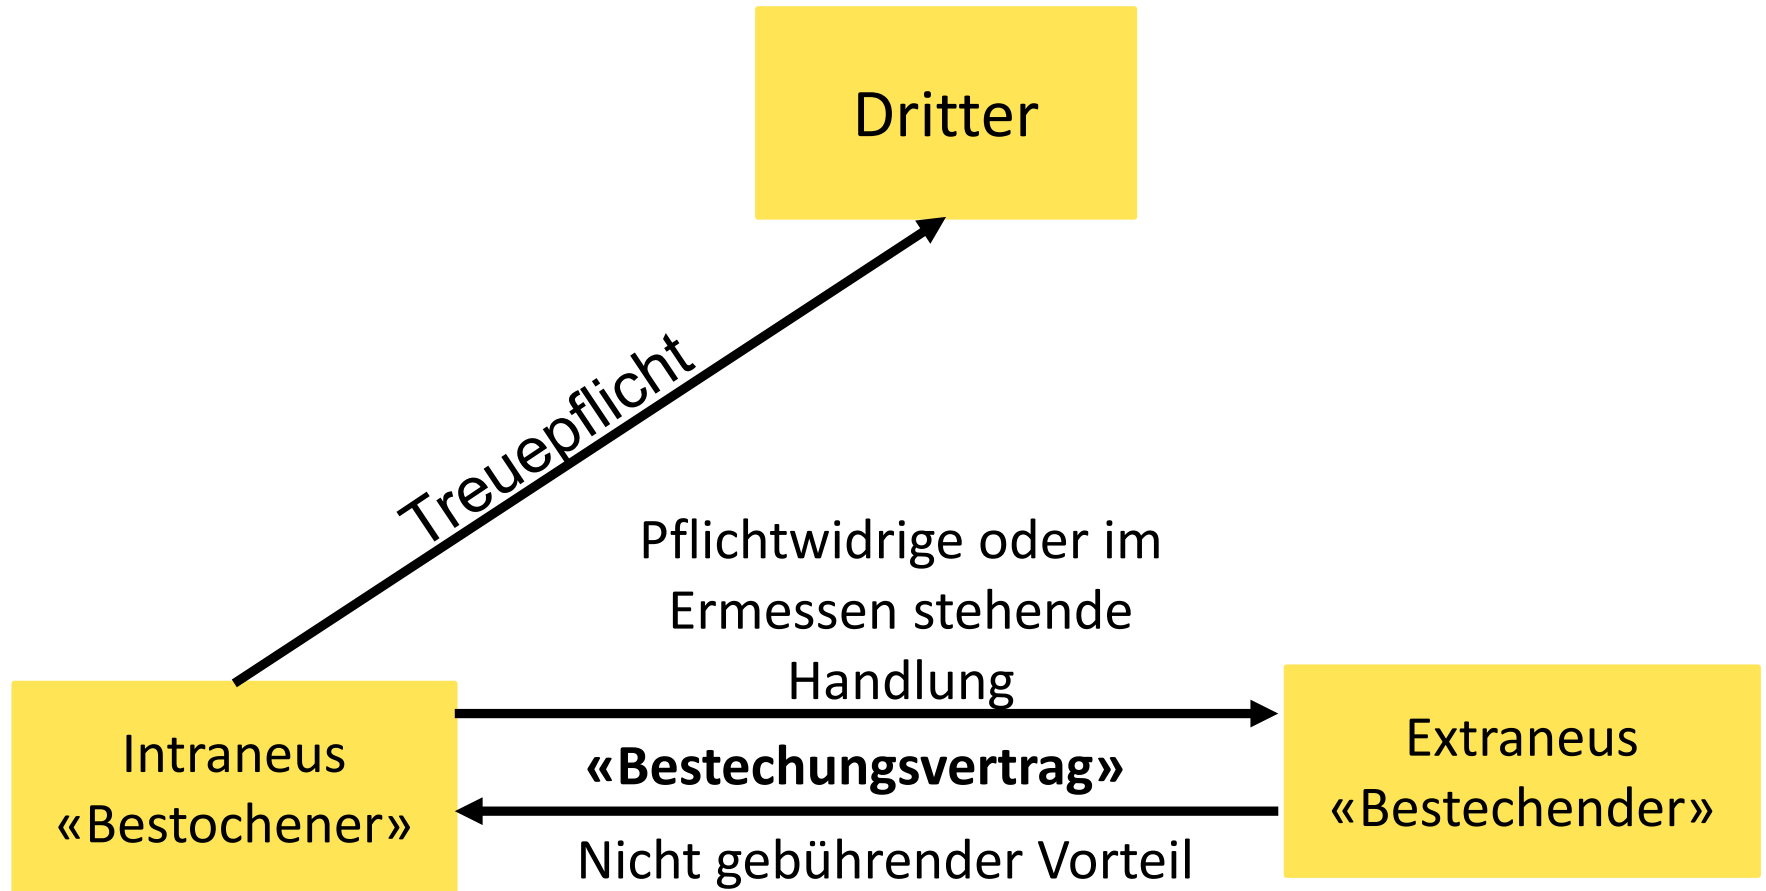 Dritter
Treuepflicht
Pflichtwidrige oder im
Ermessen stehende
Handlung
Intraneus
«Bestochener»
«Bestechungsvertrag»
Extraneus
«Bestechender»
Nicht gebührender Vorteil